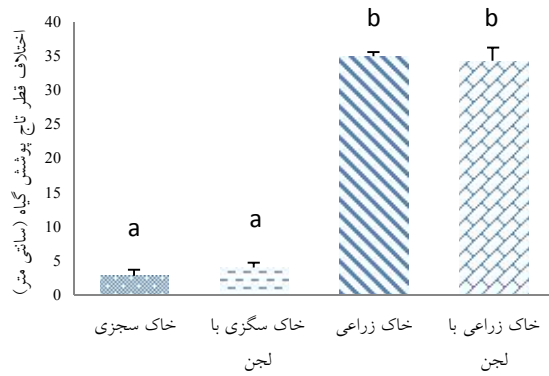 اختلاف قطر تاج پوشش گیاه (سانتی متر)
40
35
30
25
20
15
10
5
0
a
a
b
b
خاک سجزی
خاک سگزی با
لجن
خاک زراعی
خاک زراعی با
لجن